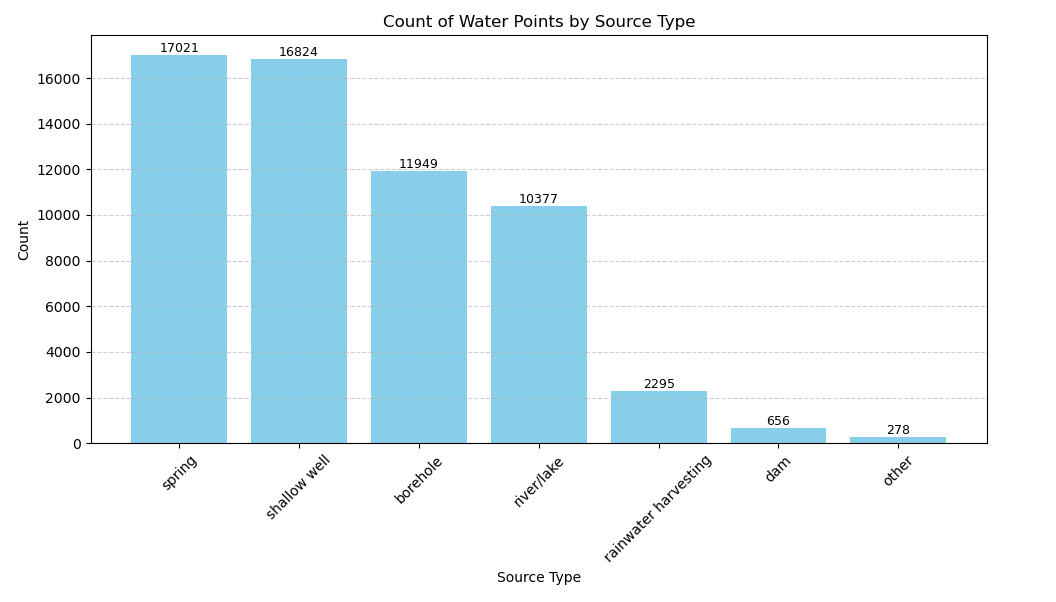 Count of Water Points by Source Type
Count
16000
14000
12000
10000
8000
6000
4000
2000
0
17021
16824
11949
10377
2295
656
278
spring
shallow well
borehole
river/lake
rainwater harvesting
dam
other
Source Type